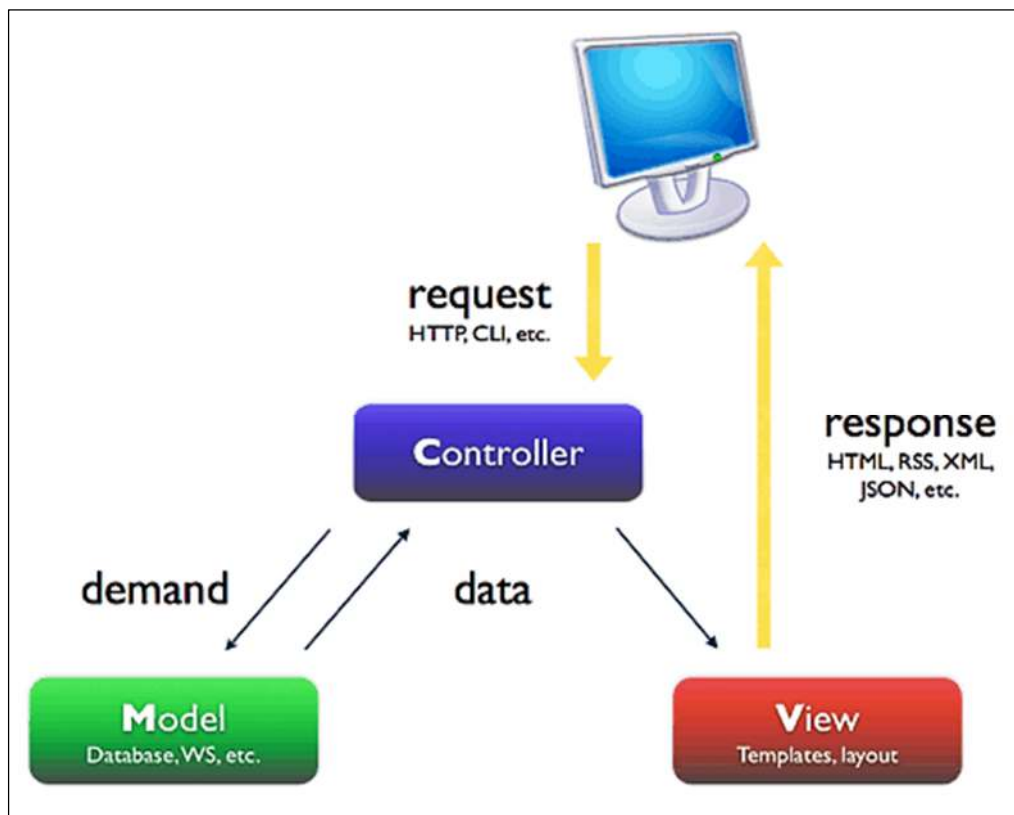 request
HTTP, CLI, etc.
Controller
response
HTML, RSS, XML,
JSON, etc.
demand
data
Model
Database, WS, etc.
View
Templates, layout